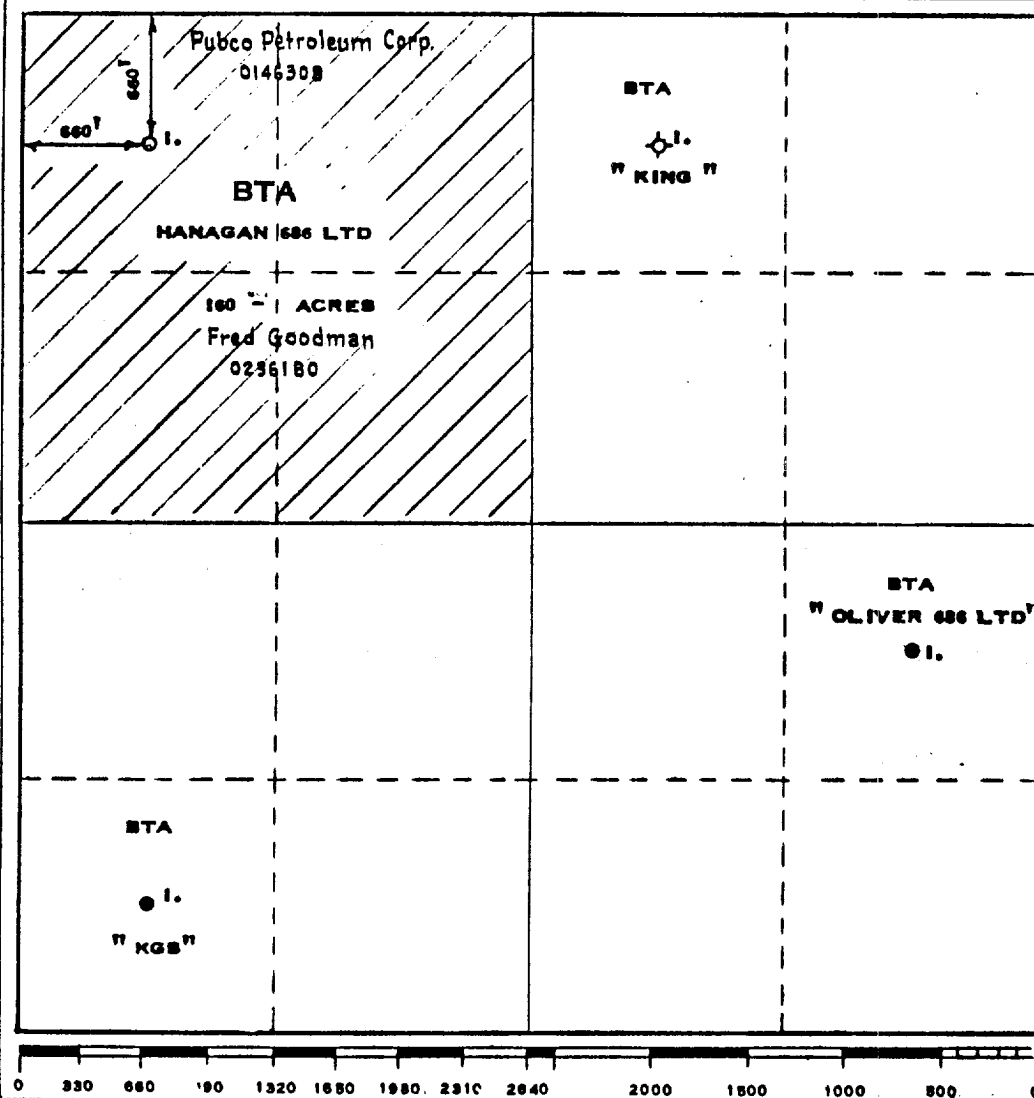 Pubco Petroleum Corp.
0146308
660'
660'
1.
BTA
HANAGAN 686 LTD
160 ACRES
Fred Goodman
BTA
1.
" KING "
BTA
" OLIVER 686 LTD"
1.
BTA
1.
" KGS"
0 330 660 '90 1320 1650 1980. 2310 2640 2000 1500 1000 500